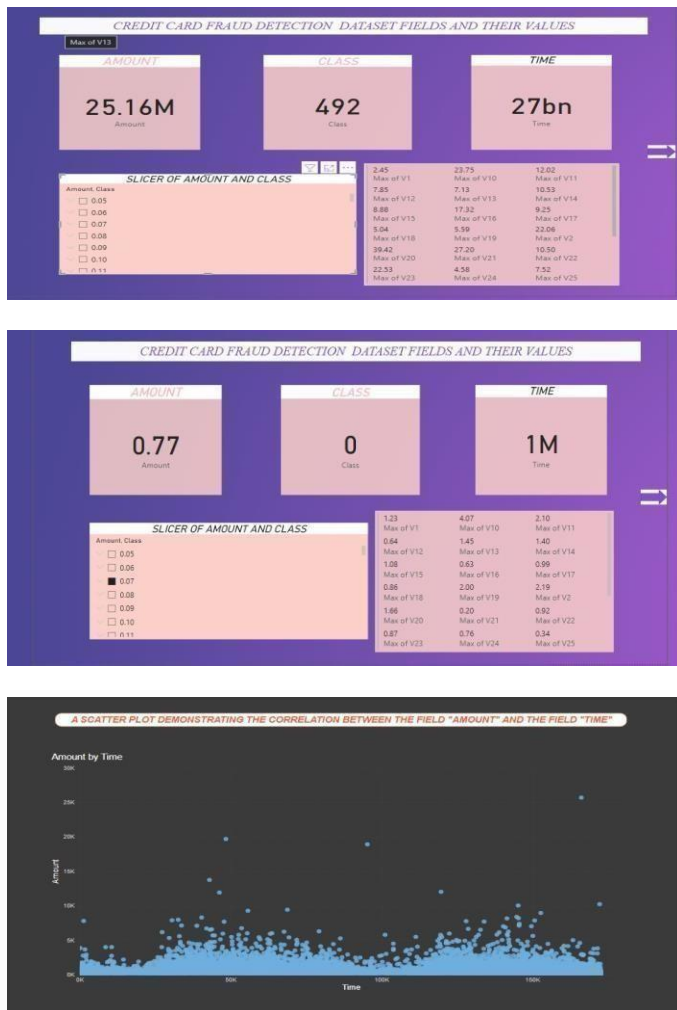 CREDIT CARD FRAUD DETECTION DATASET FIELDS AND THEIR VALUES
Max of V13
AMOUNT CLASS TIME
25.16M 492 27bn
Amount Class Time
SLICER OF AMOUNT AND CLASS
Amount, Class
0.05
0.06
0.07
0.08
0.09
0.10
0.11
2.45 23.75 12.02
Max of V1 Max of V10 Max of V11
7.85 7.13 10.53
Max of V12 Max of V13 Max of V14
8.88 17.32 9.25
Max of V15 Max of V16 Max of V17
5.04 5.59 22.06
Max of V18 Max of V19 Max of V2
39.42 27.20 10.50
Max of V20 Max of V21 Max of V22
22.53 4.58 7.52
Max of V23 Max of V24 Max of V25
CREDIT CARD FRAUD DETECTION DATASET FIELDS AND THEIR VALUES
AMOUNT CLASS TIME
0.77 0 1M
Amount Class Time
SLICER OF AMOUNT AND CLASS
Amount, Class
0.05
0.06
0.07
0.08
0.09
0.10
0.11
1.23 4.07 2.10
Max of V1 Max of V10 Max of V11
0.64 1.45 1.40
Max of V12 Max of V13 Max of V14
1.08 0.63 0.99
Max of V15 Max of V16 Max of V17
0.86 2.00 2.19
Max of V18 Max of V19 Max of V2
1.66 0.20 0.92
Max of V20 Max of V21 Max of V22
0.87 0.76 0.34
Max of V23 Max of V24 Max of V25
A SCATTER PLOT DEMONSTRATING THE CORRELATION BETWEEN THE FIELD "AMOUNT" AND THE FIELD "TIME"
Amount by Time
30K
25K
20K
15K
10K
5K
0K
Amount
0K 50K 100K 150K
Time